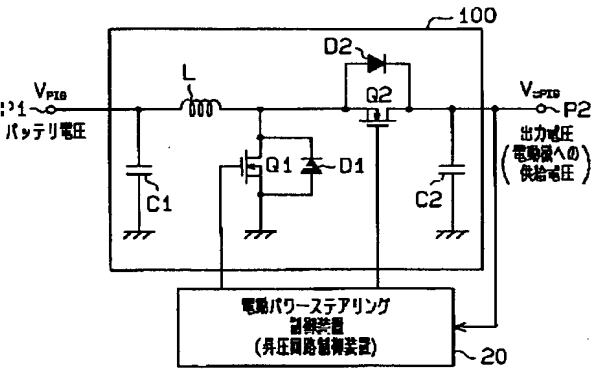 100
D2
L
Q2
VPIG
P1
バッテリ電圧
P2
出力電圧
(電動機への
供給電圧)
Q1
D1
C1
C2
電動パワーステアリング
制御装置
(昇圧回路制御装置)
20